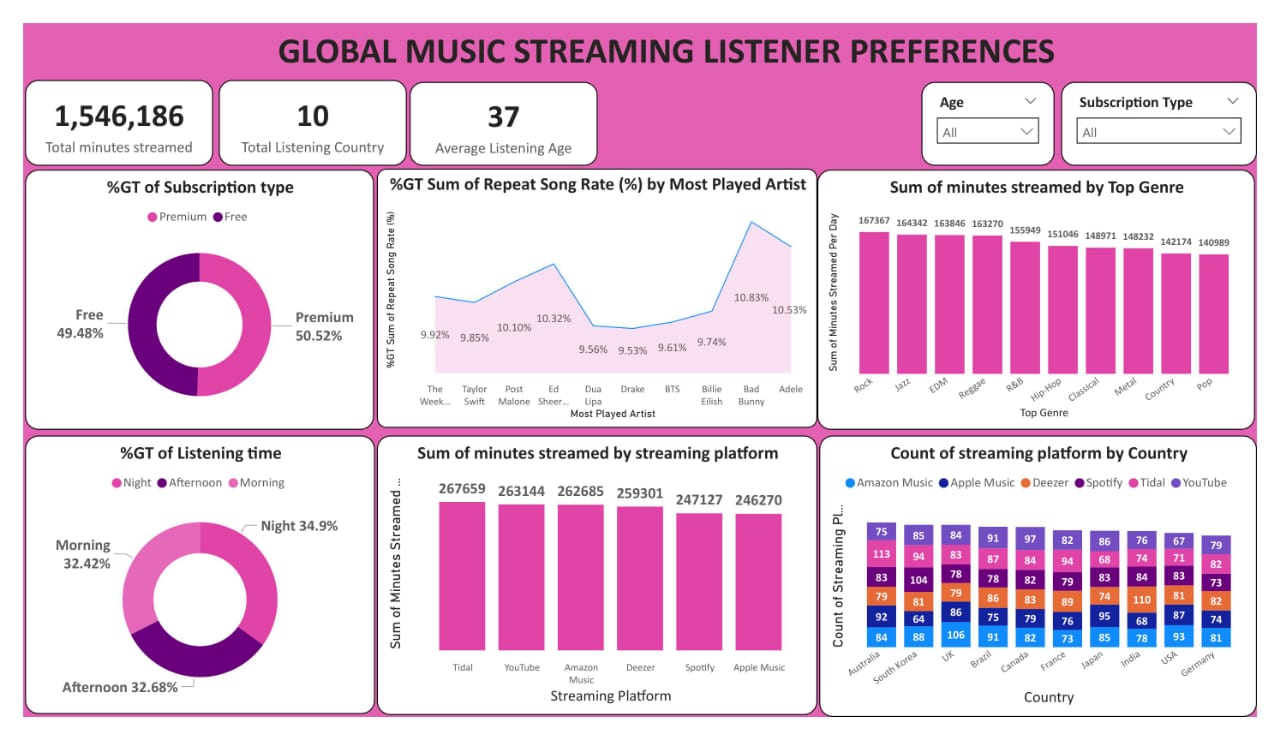 GLOBAL MUSIC STREAMING LISTENER PREFERENCES
1,546,186
Total minutes streamed
10
Total Listening Country
37
Average Listening Age
Age
All
Subscription Type
All
%GT of Subscription type
Premium Free
Free
49.48%
Premium
50.52%
%GT Sum of Repeat Song Rate (%) by Most Played Artist
%GT Sum of Repeat Song Rate (%)
9.92% 9.85% 10.10% 10.32% 9.56% 9.53% 9.61% 9.74% 10.83% 10.53%
The Week... Taylor Swift Post Malone Ed Sheer... Dua Lipa Drake BTS Billie Eilish Bad Bunny Adele
Most Played Artist
Sum of minutes streamed by Top Genre
Sum of Minutes Streamed Per Day
167367 164342 163846 163270 155949 151046 148971 148232 142174 140989
Rock Jazz EDM Reggae R&B Hip-Hop Classical Metal Country Pop
Top Genre
%GT of Listening time
Night Afternoon Morning
Night 34.9%
Morning
32.42%
Afternoon 32.68%
Sum of minutes streamed by streaming platform
Sum of Minutes Streamed ...
267659 263144 262685 259301 247127 246270
Tidal YouTube Amazon Music Deezer Spotify Apple Music
Streaming Platform
Count of streaming platform by Country
Amazon Music Apple Music Deezer Spotify Tidal YouTube
Count of Streaming Pl...
75 85 84 91 97 82 86 76 67 79
113 94 83 87 84 94 68 74 71 82
83 104 78 78 82 79 83 84 83 73
79 81 79 86 83 89 74 110 81 82
92 64 86 75 79 76 95 68 87 74
84 88 106 91 82 73 85 78 93 81
Australia South Korea UK Brazil Canada France Japan India USA Germany
Country